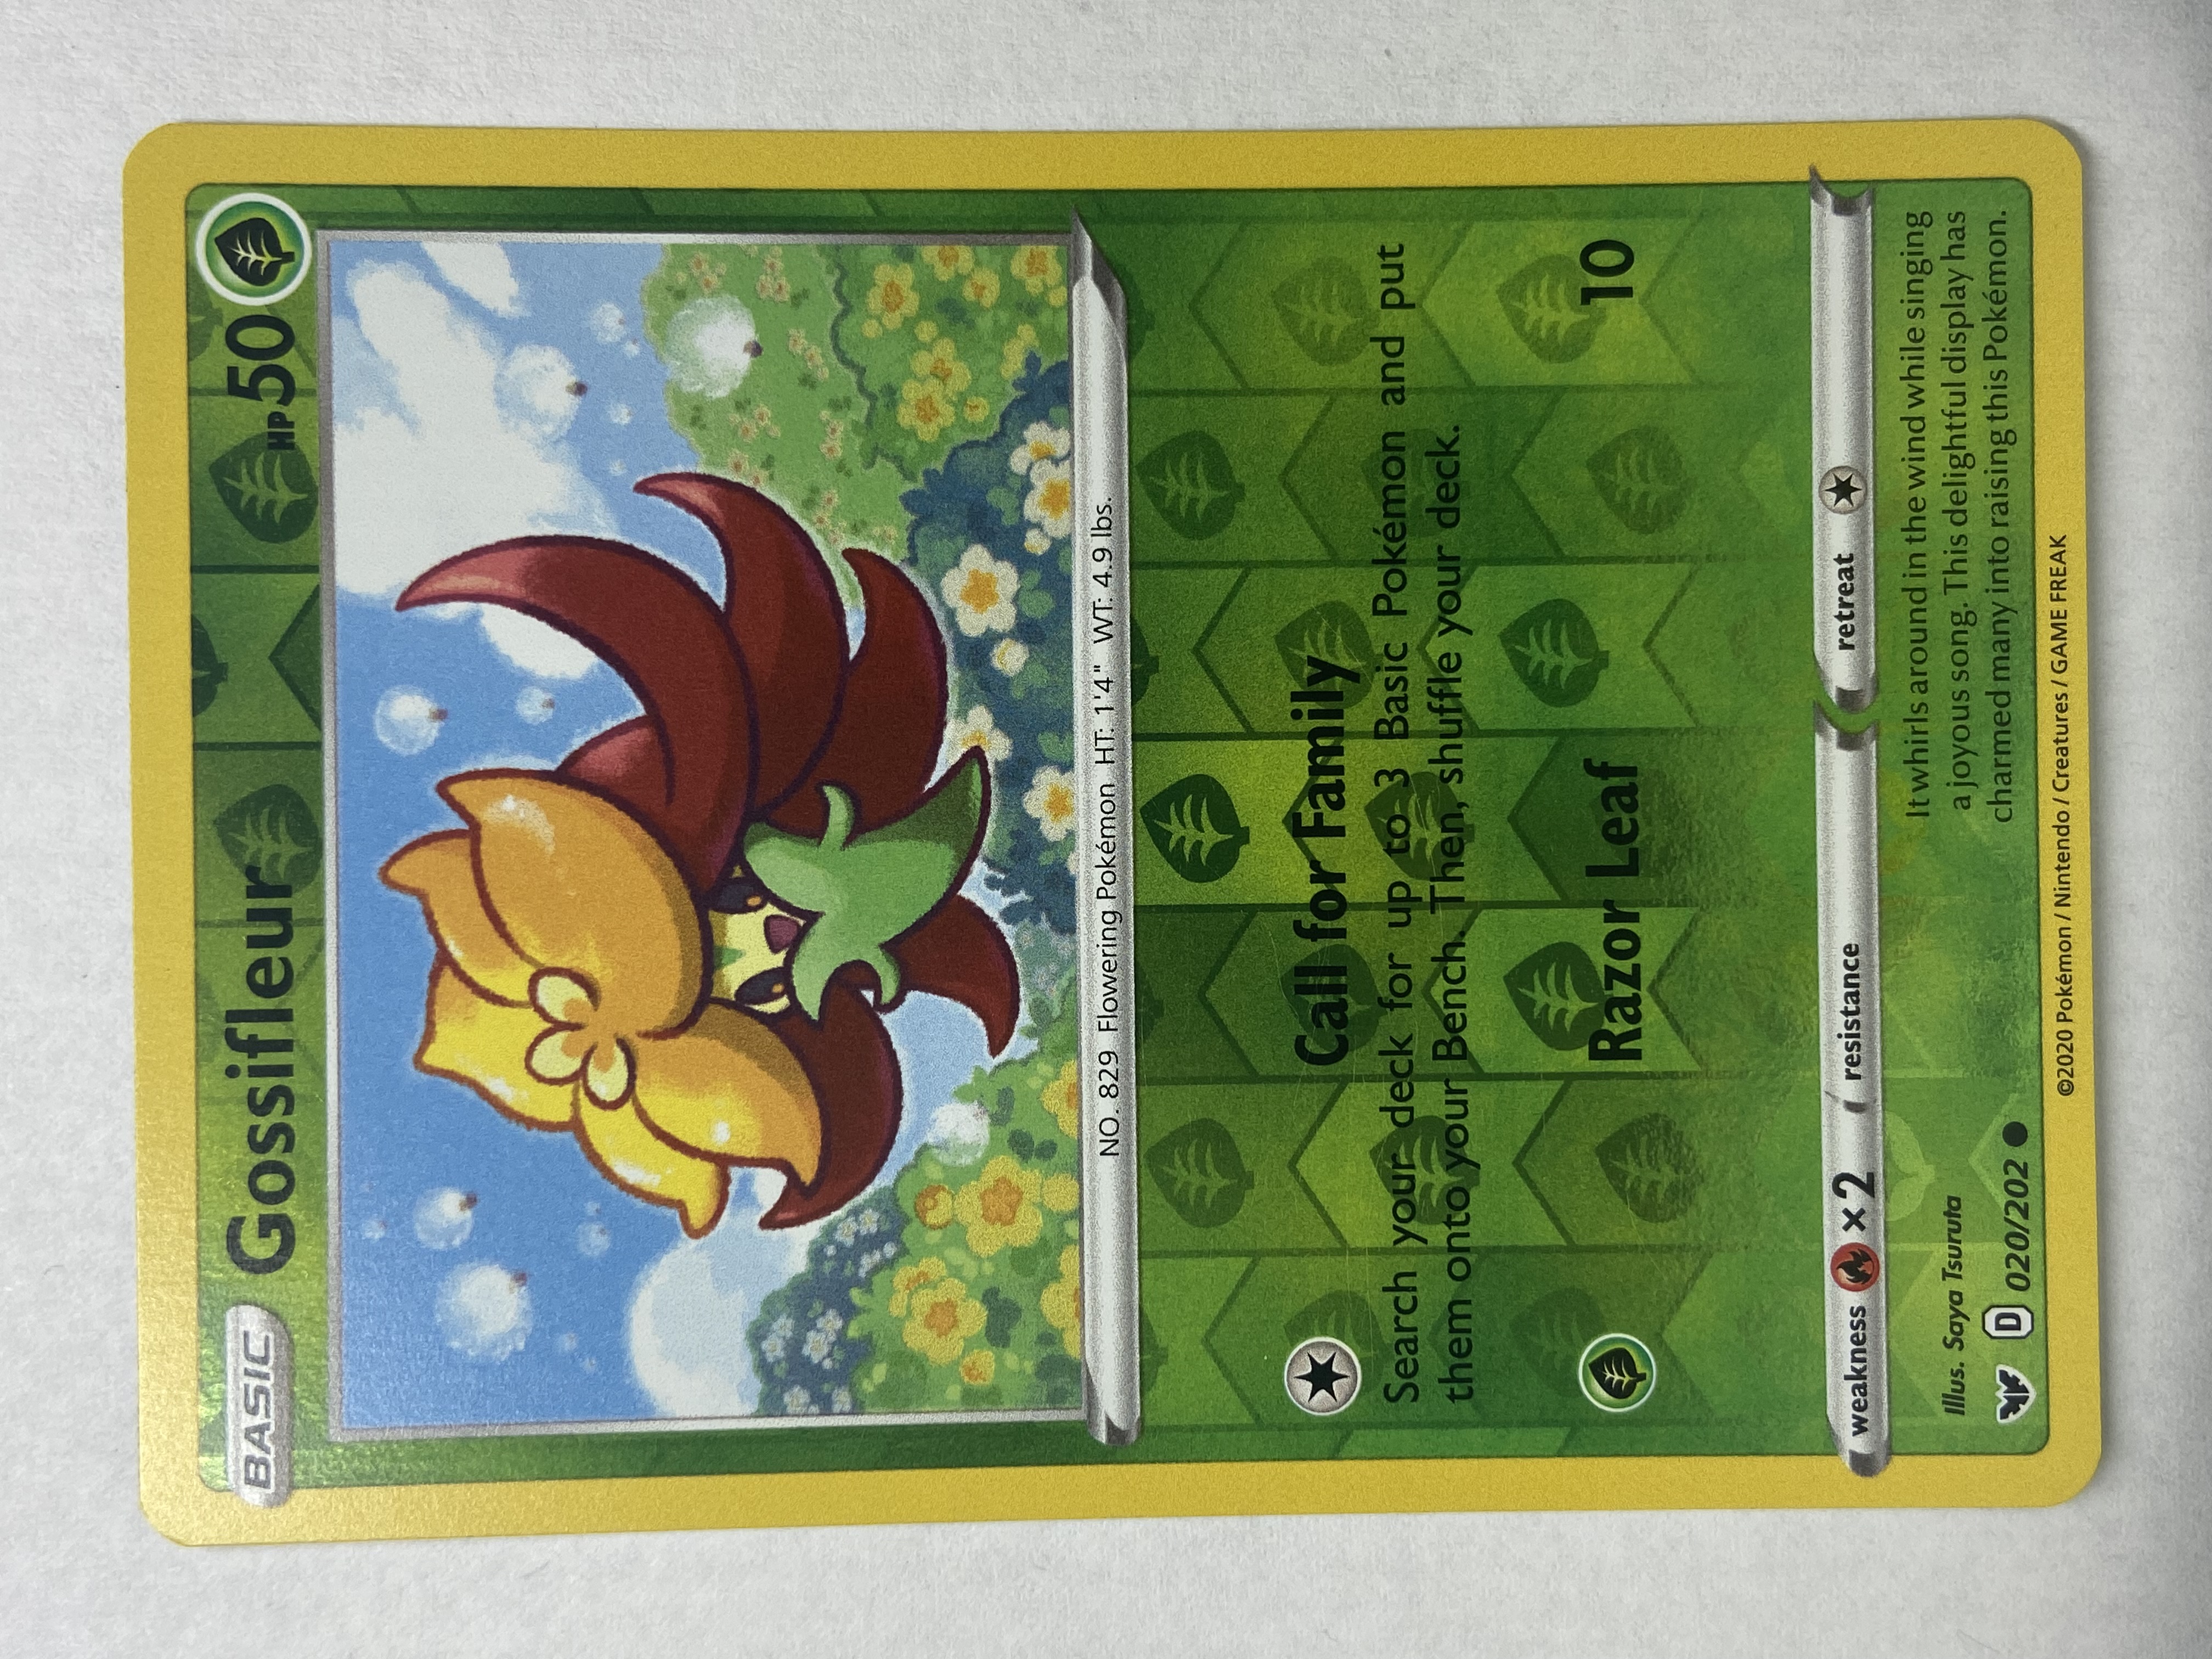 BASIC Gossifleur HP 50
NO. 829 Flowering Pokémon HT: 1'4" WT: 4.9 lbs.
Call for Family
Search your deck for up to 3 Basic Pokémon and put
them onto your Bench. Then, shuffle your deck.
Razor Leaf 10
weakness ×2 resistance retreat
Illus. Saya Tsuruta
D 020/202
It whirls around in the wind while singing
a joyous song. This delightful display has
charmed many into raising this Pokémon.
©2020 Pokémon / Nintendo / Creatures / GAME FREAK